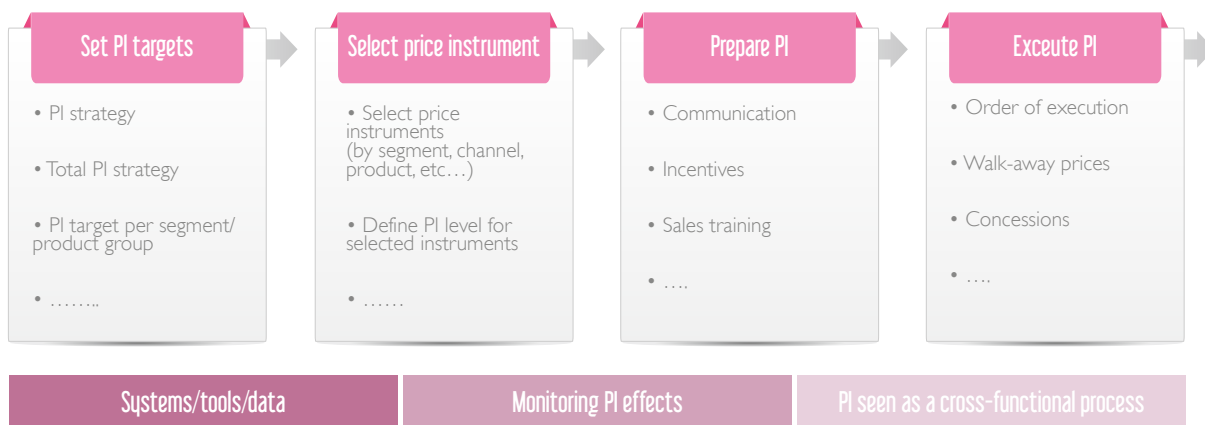 Set PI targets
• PI strategy
• Total PI strategy
• PI target per segment/
product group
• ……..
Select price instrument
• Select price
instruments
(by segment, channel,
product, etc…)
• Define PI level for
selected instruments
• ……
Prepare PI
• Communication
• Incentives
• Sales training
• ….
Exceute PI
• Order of execution
• Walk-away prices
• Concessions
• ….
Systems/tools/data
Monitoring PI effects
PI seen as a cross-functional process